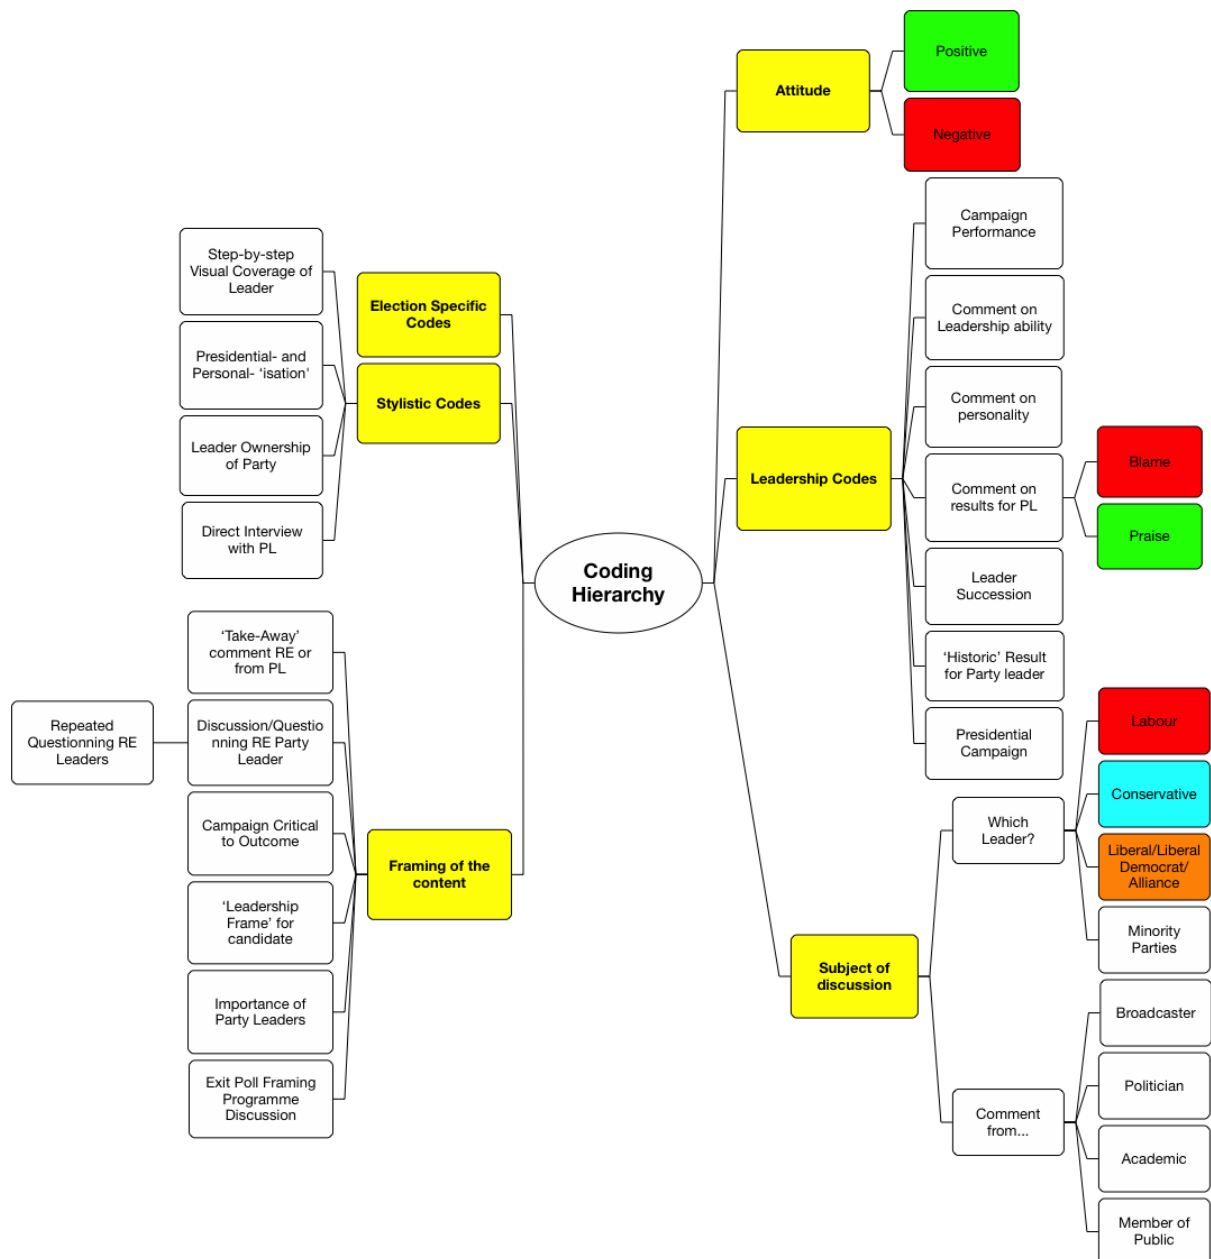 Positive
Attitude
Negative
Campaign
Performance
Step-by-step
Visual Coverage of
Leader
Election Specific
Codes
Comment on
Leadership ability
Presidential- and
Personal- ‘isation'
Stylistic Codes
Comment on
personality
Leader Ownership
of Party
Leadership Codes
Comment on
results for PL
Blame
Praise
Direct Interview
with PL
Coding
Hierarchy
Leader
Succession
‘Take-Away’
comment RE or
from PL
‘Historic’ Result
for Party leader
Repeated
Questionning RE
Leaders
Discussion/Questio
nning RE Party
Leader
Presidential
Campaign
Labour
Campaign Critical
to Outcome
Which
Leader?
Conservative
Framing of the
content
Liberal/Liberal
Democrat/
Alliance
‘Leadership
Frame’ for
candidate
Minority
Parties
Subject of
discussion
Importance of
Party Leaders
Broadcaster
Exit Poll Framing
Programme
Discussion
Politician
Comment
from...
Academic
Member of
Public